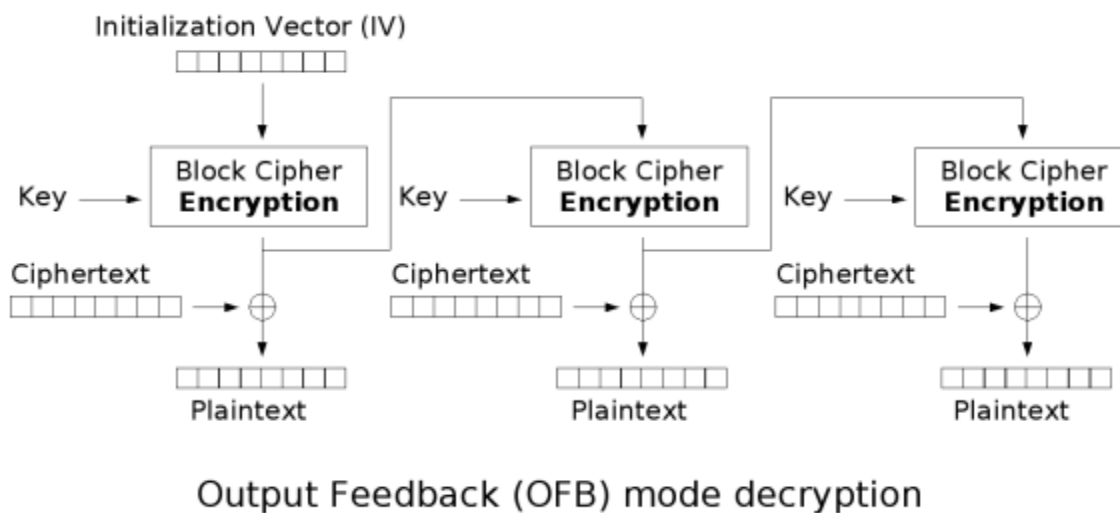 Initialization Vector (IV)
Block Cipher
Encryption
Key
Block Cipher
Encryption
Key
Block Cipher
Encryption
Key
Ciphertext
Ciphertext
Ciphertext
Plaintext
Plaintext
Plaintext
Output Feedback (OFB) mode decryption